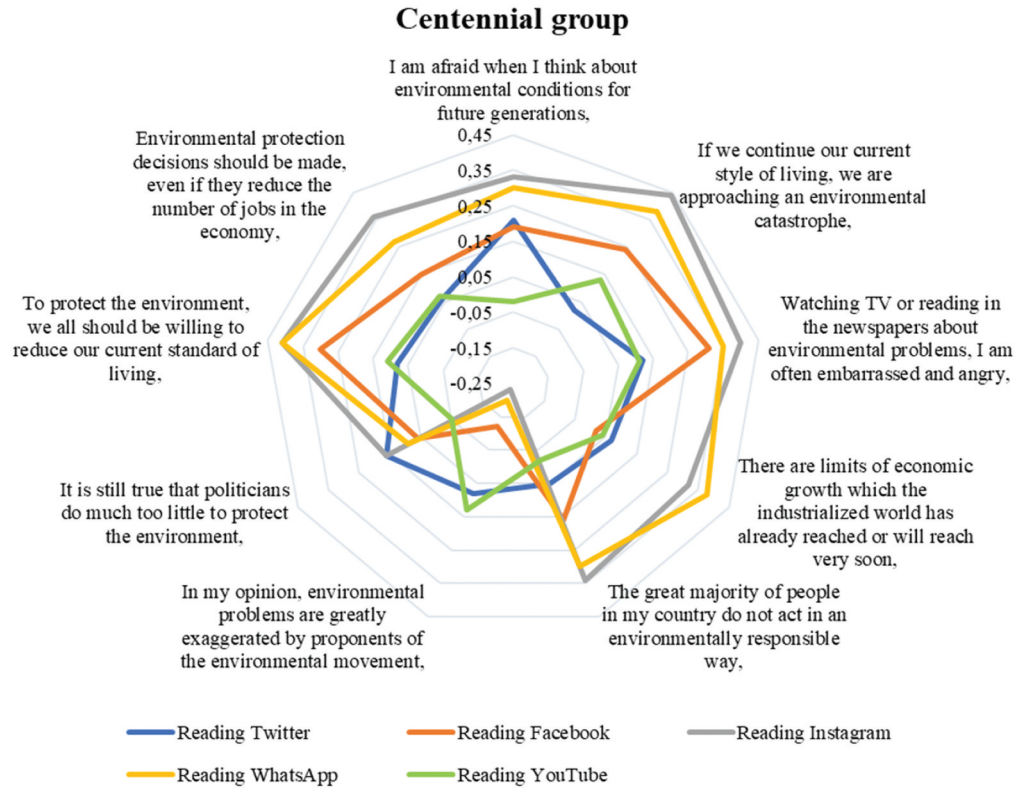 Centennial group
I am afraid when I think about
environmental conditions for
future generations,
If we continue our current
style of living, we are
approaching an environmental
catastrophe,
Watching TV or reading in
the newspapers about
environmental problems, I am
often embarrassed and angry,
There are limits of economic
growth which the
industrialized world has
already reached or will reach
very soon,
The great majority of people
in my country do not act in an
environmentally responsible
way,
In my opinion, environmental
problems are greatly
exaggerated by proponents of
the environmental movement,
It is still true that politicians
do much too little to protect
the environment,
To protect the environment,
we all should be willing to
reduce our current standard of
living,
Environmental protection
decisions should be made,
even if they reduce the
number of jobs in the
economy,
0,45
0,35
0,25
0,15
0,05
-0,05
-0,15
-0,25
Reading Twitter
Reading Facebook
Reading Instagram
Reading WhatsApp
Reading YouTube